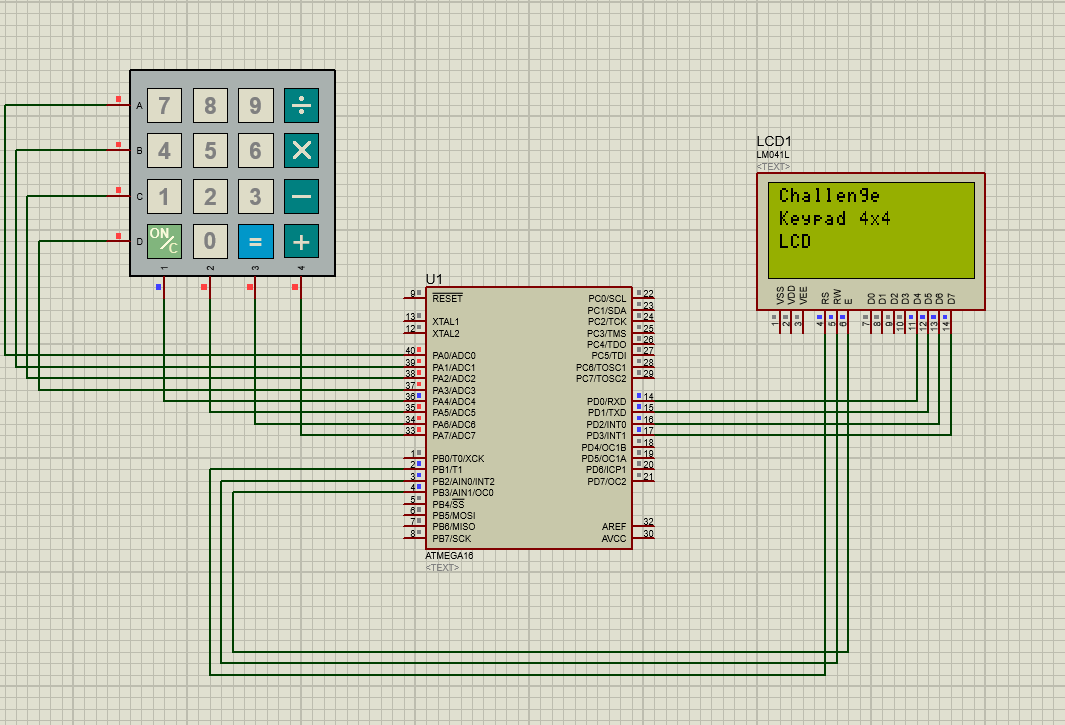 A 7 8 9 ÷
B 4 5 6 ×
C 1 2 3 −
D ON/C 0 = +
1 2 3 4
LCD1
LM041L
<TEXT>
Challenge
Keypad 4x4
LCD
VSS VDD VEE RS RW E D0 D1 D2 D3 D4 D5 D6 D7
1 2 3 4 5 6 7 8 9 10 11 12 13 14
U1
9 RESET PC0/SCL 22
PC1/SDA 23
13 XTAL1 PC2/TCK 24
12 XTAL2 PC3/TMS 25
PC4/TDO 26
40 PA0/ADC0 PC5/TDI 27
39 PA1/ADC1 PC6/TOSC1 28
38 PA2/ADC2 PC7/TOSC2 29
37 PA3/ADC3
36 PA4/ADC4 PD0/RXD 14
35 PA5/ADC5 PD1/TXD 15
34 PA6/ADC6 PD2/INT0 16
33 PA7/ADC7 PD3/INT1 17
PD4/OC1B 18
1 PB0/T0/XCK PD5/OC1A 19
2 PB1/T1 PD6/ICP1 20
3 PB2/AIN0/INT2 PD7/OC2 21
4 PB3/AIN1/OC0
5 PB4/SS
6 PB5/MOSI
7 PB6/MISO AREF 32
8 PB7/SCK AVCC 30
ATMEGA16
<TEXT>